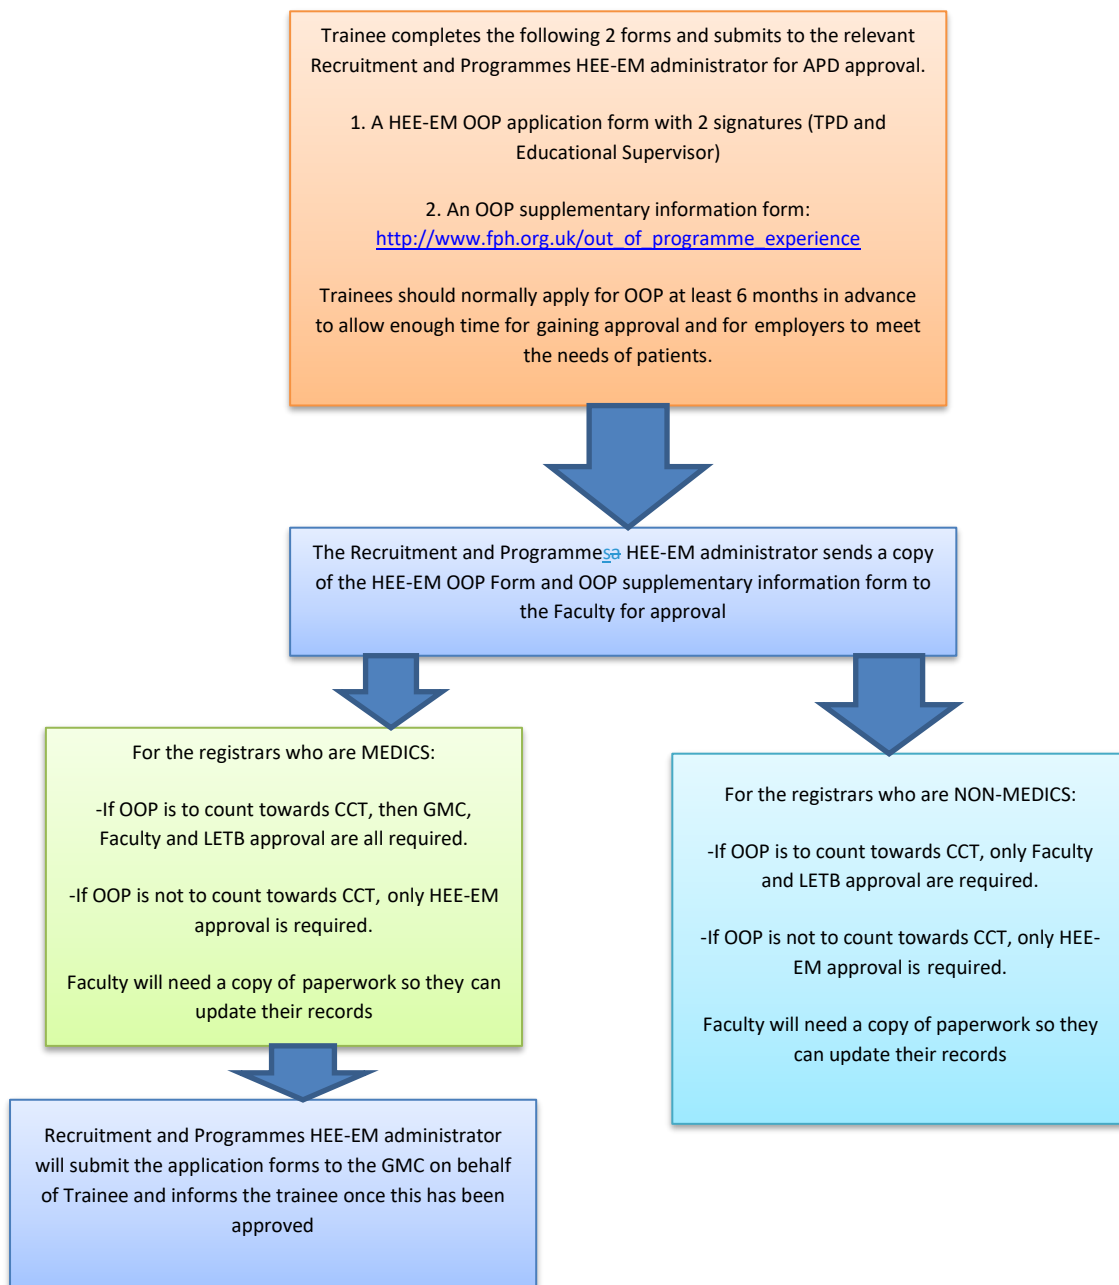 Trainee completes the following 2 forms and submits to the relevant
Recruitment and Programmes HEE-EM administrator for APD approval.
1. A HEE-EM OOP application form with 2 signatures (TPD and
Educational Supervisor)
2. An OOP supplementary information form:
http://www.fph.org.uk/out_of_programme_experience
Trainees should normally apply for OOP at least 6 months in advance
to allow enough time for gaining approval and for employers to meet
the needs of patients.
The Recruitment and Programmesa HEE-EM administrator sends a copy
of the HEE-EM OOP Form and OOP supplementary information form to
the Faculty for approval
For the registrars who are MEDICS:
-If OOP is to count towards CCT, then GMC,
Faculty and LETB approval are all required.
-If OOP is not to count towards CCT, only HEE-EM
approval is required.
Faculty will need a copy of paperwork so they can
update their records
For the registrars who are NON-MEDICS:
-If OOP is to count towards CCT, only Faculty
and LETB approval are required.
-If OOP is not to count towards CCT, only HEE-
EM approval is required.
Faculty will need a copy of paperwork so they
can update their records
Recruitment and Programmes HEE-EM administrator
will submit the application forms to the GMC on behalf
of Trainee and informs the trainee once this has been
approved